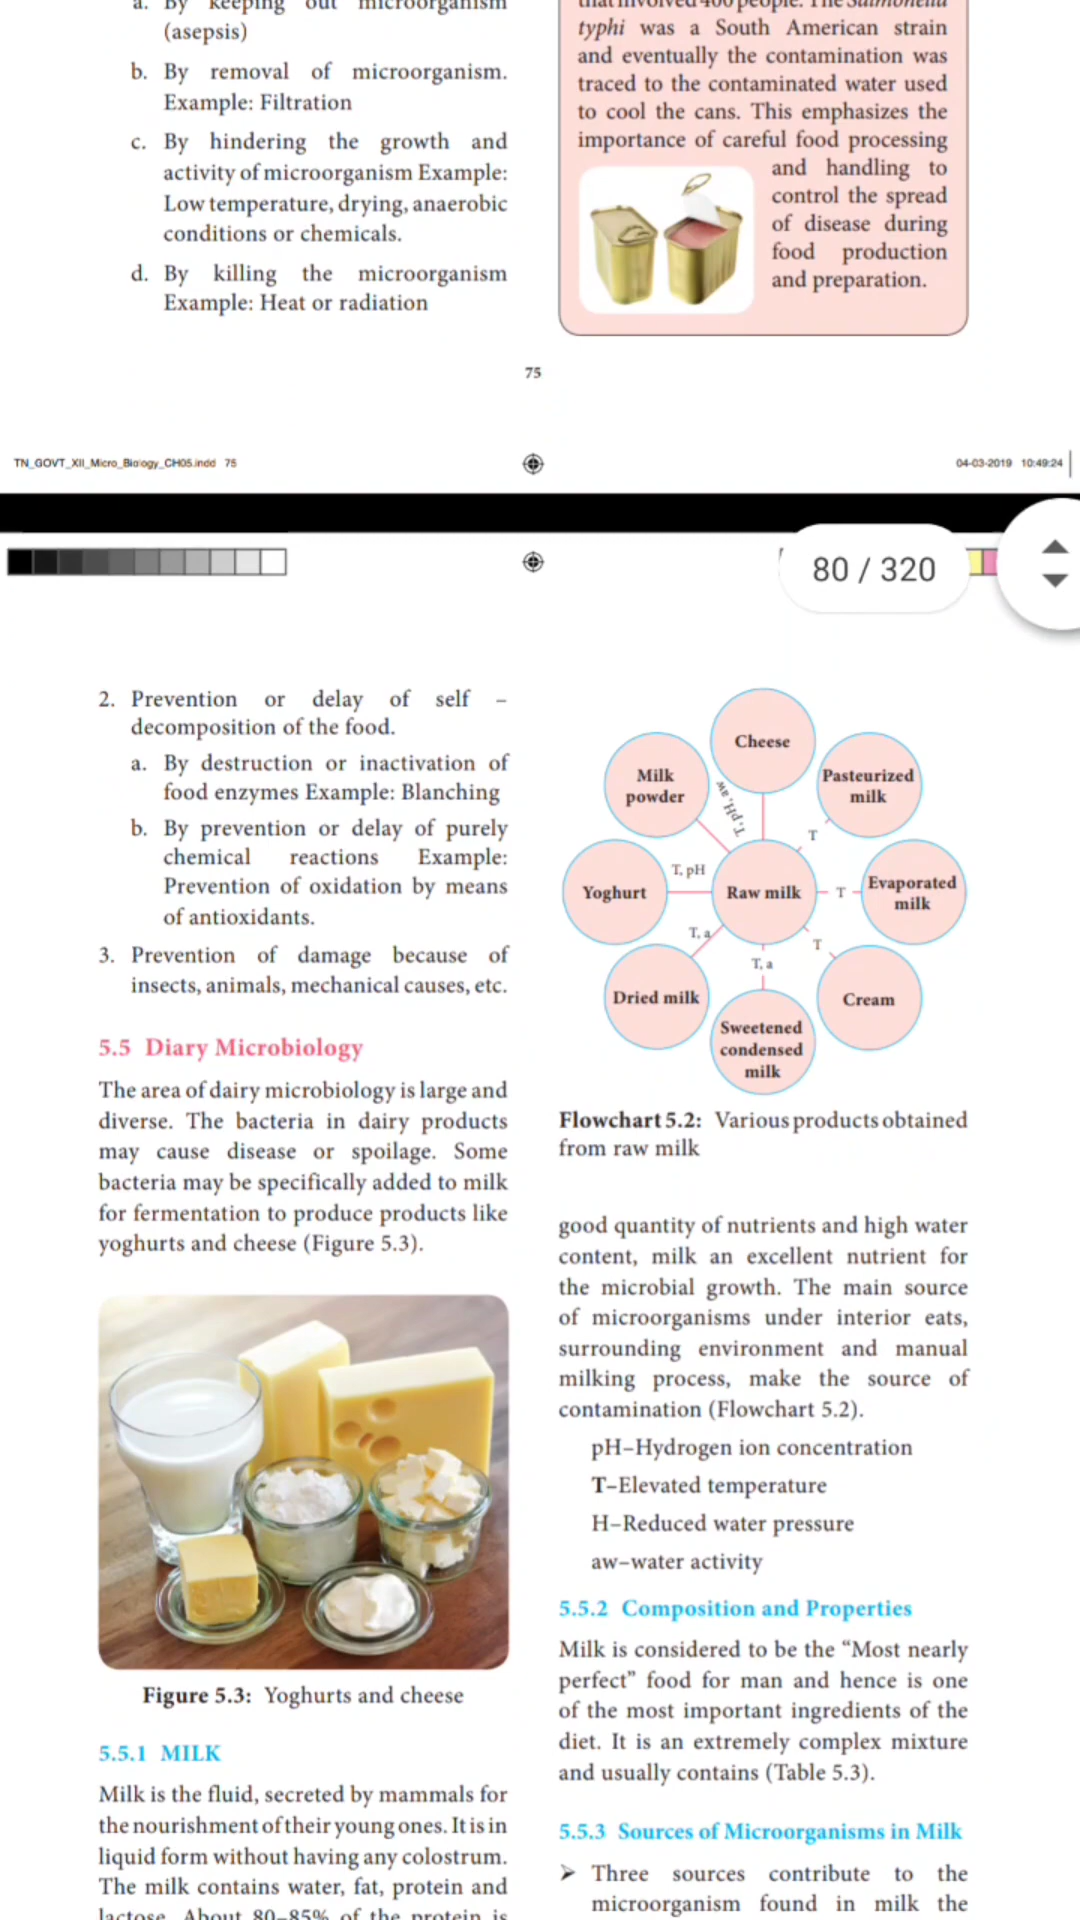 a. By keeping out microorganism
(asepsis)
b. By removal of microorganism.
Example: Filtration
c. By hindering the growth and
activity of microorganism Example:
Low temperature, drying, anaerobic
conditions or chemicals.
d. By killing the microorganism
Example: Heat or radiation
that involved 400 people. The Salmonella
typhi was a South American strain
and eventually the contamination was
traced to the contaminated water used
to cool the cans. This emphasizes the
importance of careful food processing
and handling to
control the spread
of disease during
food production
and preparation.
75
TN_GOVT_XII_Micro_Biology_CH05.indd 75
04-03-2019 10:49:24
80 / 320
2. Prevention or delay of self –
decomposition of the food.
a. By destruction or inactivation of
food enzymes Example: Blanching
b. By prevention or delay of purely
chemical reactions Example:
Prevention of oxidation by means
of antioxidants.
3. Prevention of damage because of
insects, animals, mechanical causes, etc.
5.5 Diary Microbiology
The area of dairy microbiology is large and
diverse. The bacteria in dairy products
may cause disease or spoilage. Some
bacteria may be specifically added to milk
for fermentation to produce products like
yoghurts and cheese (Figure 5.3).
Figure 5.3: Yoghurts and cheese
5.5.1 MILK
Milk is the fluid, secreted by mammals for
the nourishment of their young ones. It is in
liquid form without having any colostrum.
The milk contains water, fat, protein and
lactose. About 80–85% of the protein is
Cheese
Milk
powder
T, pH, aw
Pasteurized
milk
T
Yoghurt
T, pH
Raw milk
T
Evaporated
milk
T, a
T, a
T
Dried milk
Sweetened
condensed
milk
Cream
Flowchart 5.2: Various products obtained
from raw milk
good quantity of nutrients and high water
content, milk an excellent nutrient for
the microbial growth. The main source
of microorganisms under interior eats,
surrounding environment and manual
milking process, make the source of
contamination (Flowchart 5.2).
pH–Hydrogen ion concentration
T–Elevated temperature
H–Reduced water pressure
aw–water activity
5.5.2 Composition and Properties
Milk is considered to be the “Most nearly
perfect” food for man and hence is one
of the most important ingredients of the
diet. It is an extremely complex mixture
and usually contains (Table 5.3).
5.5.3 Sources of Microorganisms in Milk
➤ Three sources contribute to the
microorganism found in milk the